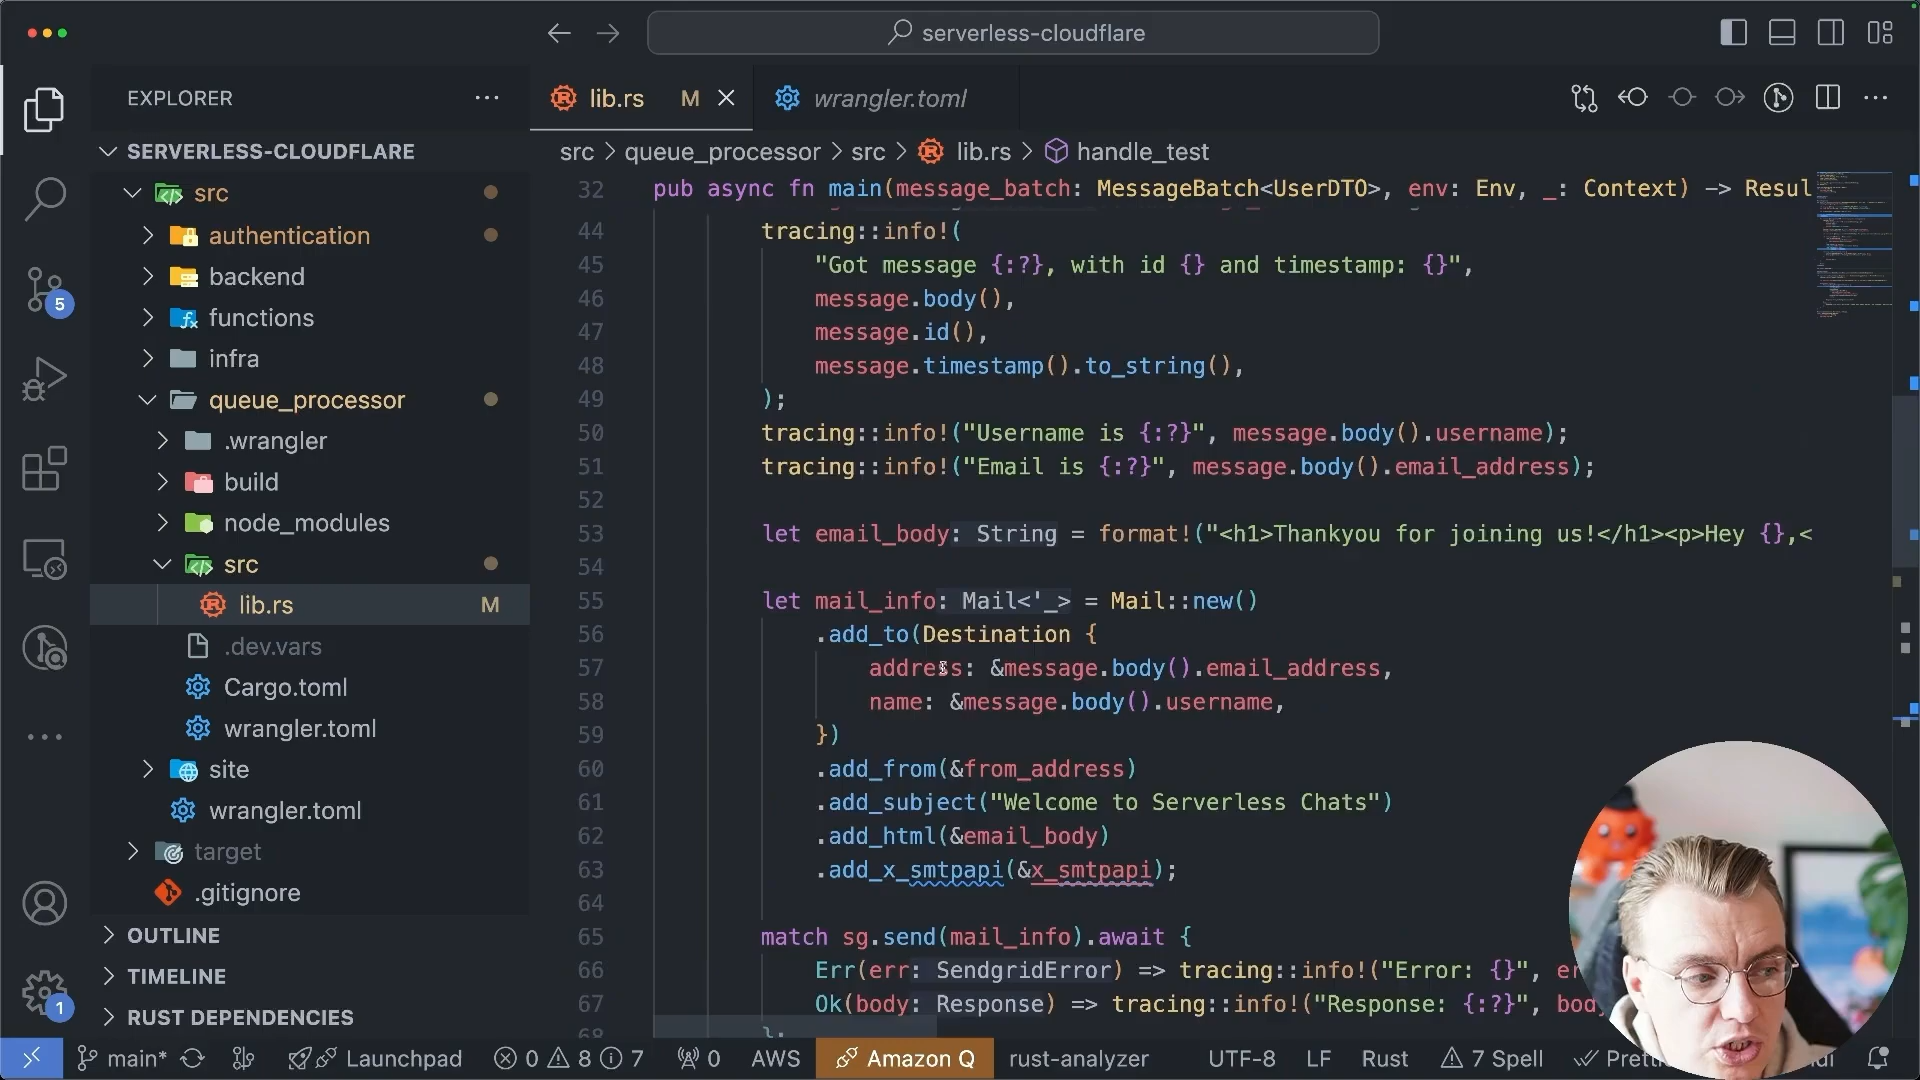 serverless-cloudflare
EXPLORER
lib.rs M
wrangler.toml
SERVERLESS-CLOUDFLARE
src > queue_processor > src > lib.rs > handle_test
src
authentication
backend
functions
infra
queue_processor
.wrangler
build
node_modules
src
lib.rs M
.dev.vars
Cargo.toml
wrangler.toml
site
wrangler.toml
target
.gitignore
OUTLINE
TIMELINE
RUST DEPENDENCIES
5
1
32 pub async fn main(message_batch: MessageBatch<UserDTO>, env: Env, _: Context) -> Resul
44 tracing::info!(
45 "Got message {:?}, with id {} and timestamp: {}",
46 message.body(),
47 message.id(),
48 message.timestamp().to_string(),
49 );
50 tracing::info!("Username is {:?}", message.body().username);
51 tracing::info!("Email is {:?}", message.body().email_address);
52
53 let email_body: String = format!("<h1>Thankyou for joining us!</h1><p>Hey {},<
54
55 let mail_info: Mail<'_> = Mail::new()
56 .add_to(Destination {
57 address: &message.body().email_address,
58 name: &message.body().username,
59 })
60 .add_from(&from_address)
61 .add_subject("Welcome to Serverless Chats")
62 .add_html(&email_body)
63 .add_x_smtpapi(&x_smtpapi);
64
65 match sg.send(mail_info).await {
66 Err(err: SendgridError) => tracing::info!("Error: {}", er
67 Ok(body: Response) => tracing::info!("Response: {:?}", bod
68 };
main* Launchpad 0 8 7 0 AWS Amazon Q rust-analyzer UTF-8 LF Rust 7 Spell